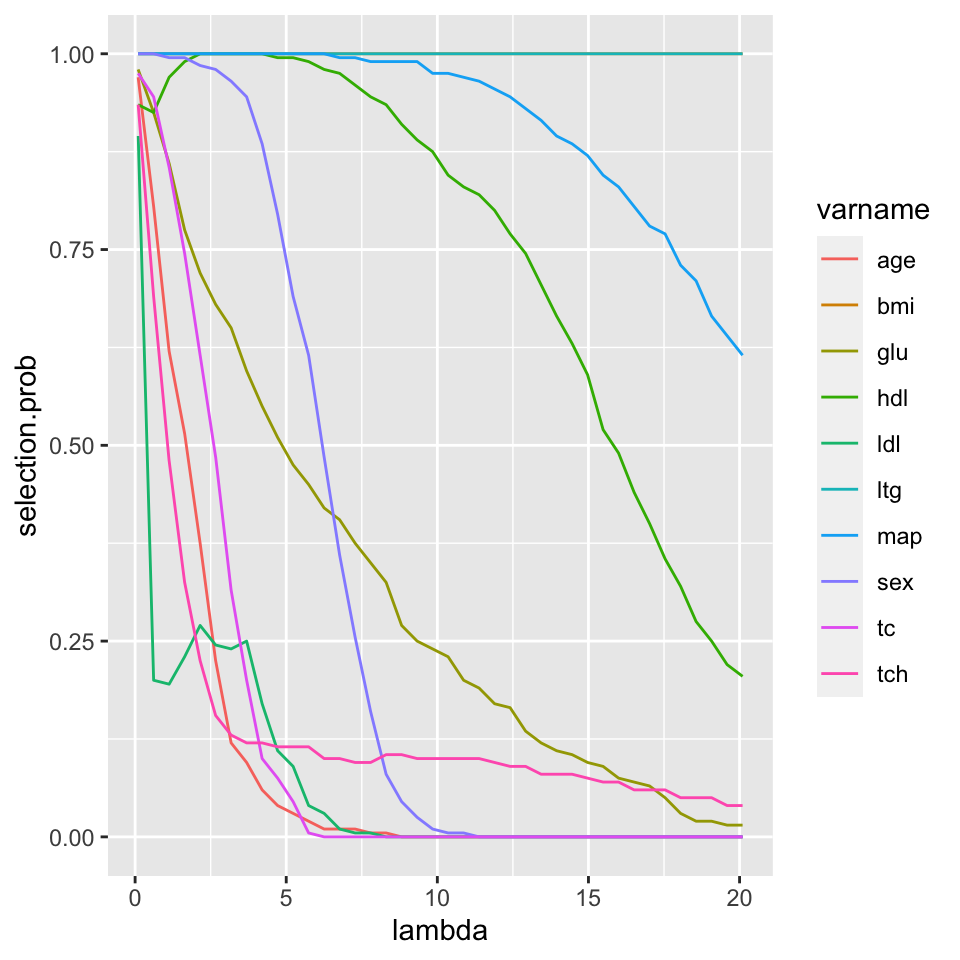 1.00
0.75
0.50
0.25
0.00
selection.prob
0
5
10
15
20
lambda
varname
age
bmi
glu
hdl
ldl
ltg
map
sex
tc
tch